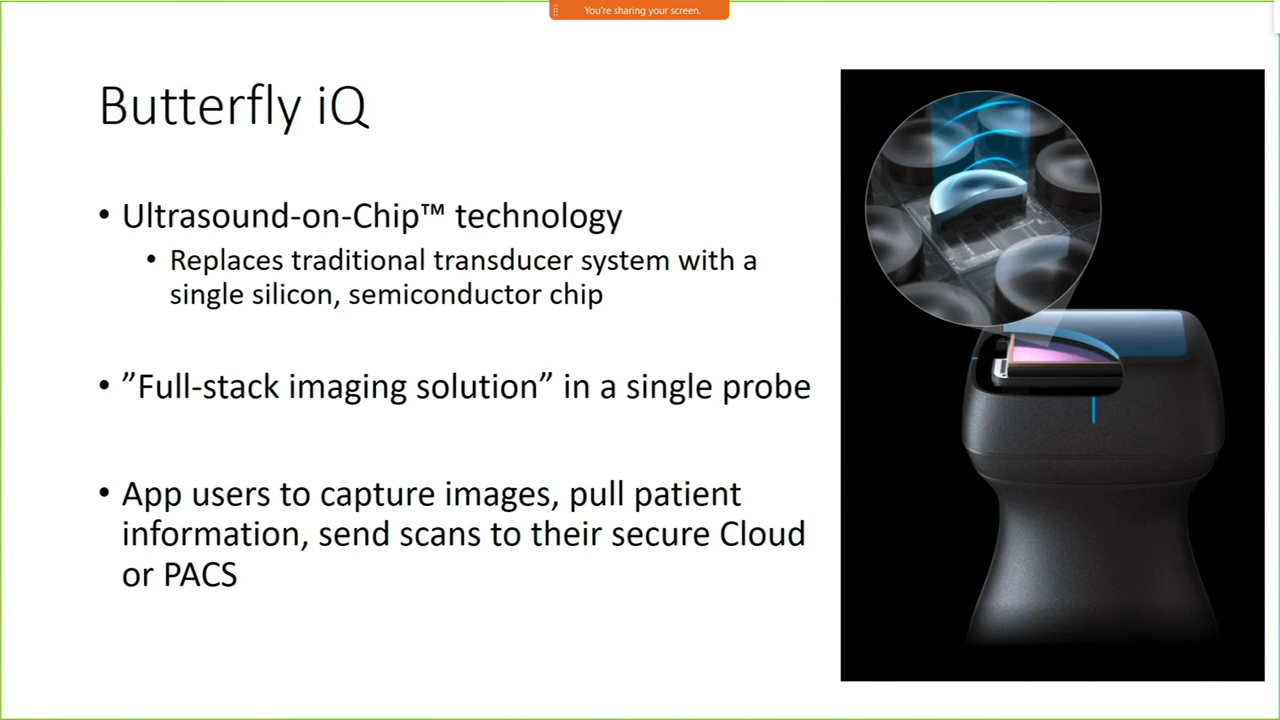 You're sharing your screen.
Butterfly iQ
• Ultrasound-on-Chip™ technology
• Replaces traditional transducer system with a
single silicon, semiconductor chip
• ”Full-stack imaging solution” in a single probe
• App users to capture images, pull patient
information, send scans to their secure Cloud
or PACS